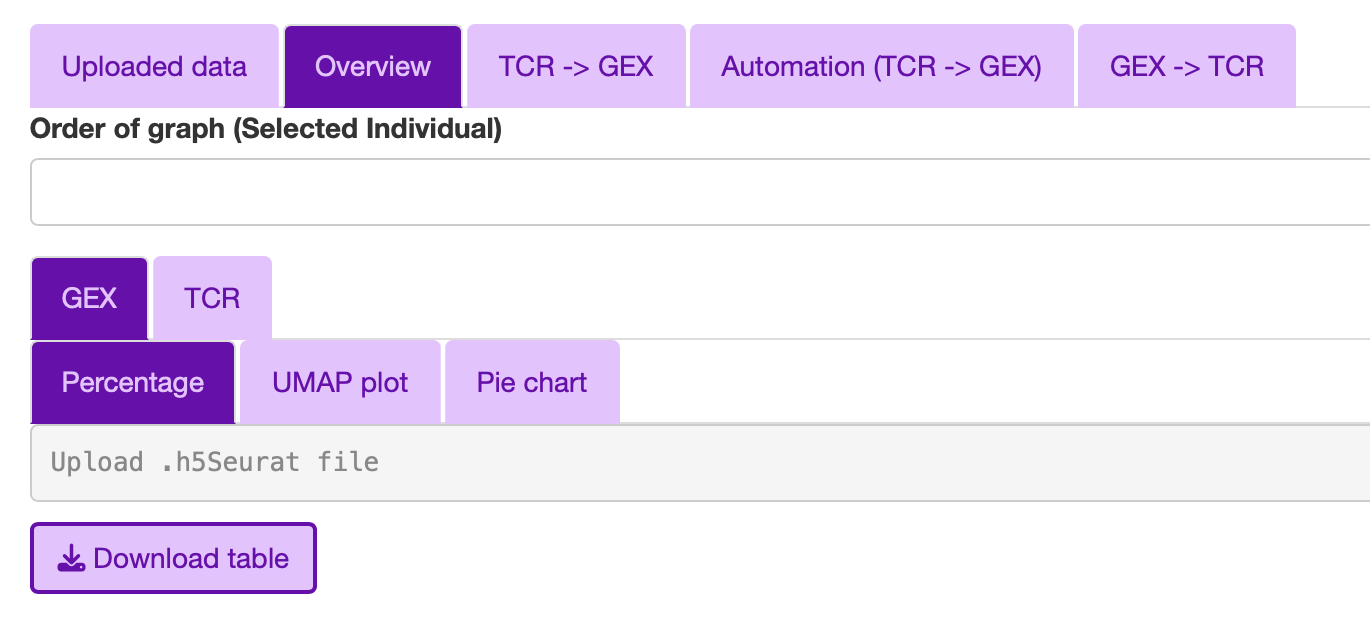 Uploaded data Overview TCR -> GEX Automation (TCR -> GEX) GEX -> TCR
Order of graph (Selected Individual)
GEX TCR
Percentage UMAP plot Pie chart
Upload .h5Seurat file
Download table